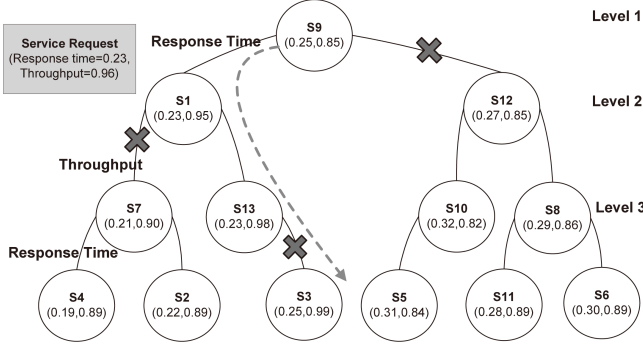 Service Request
(Response time=0.23,
Throughput=0.96)
Response Time
S9
(0.25,0.85)
Level 1
S1
(0.23,0.95)
S12
(0.27,0.85)
Level 2
Throughput
S7
(0.21,0.90)
S13
(0.23,0.98)
S10
(0.32,0.82)
S8
(0.29,0.86)
Level 3
Response Time
S4
(0.19,0.89)
S2
(0.22,0.89)
S3
(0.25,0.99)
S5
(0.31,0.84)
S11
(0.28,0.89)
S6
(0.30,0.89)